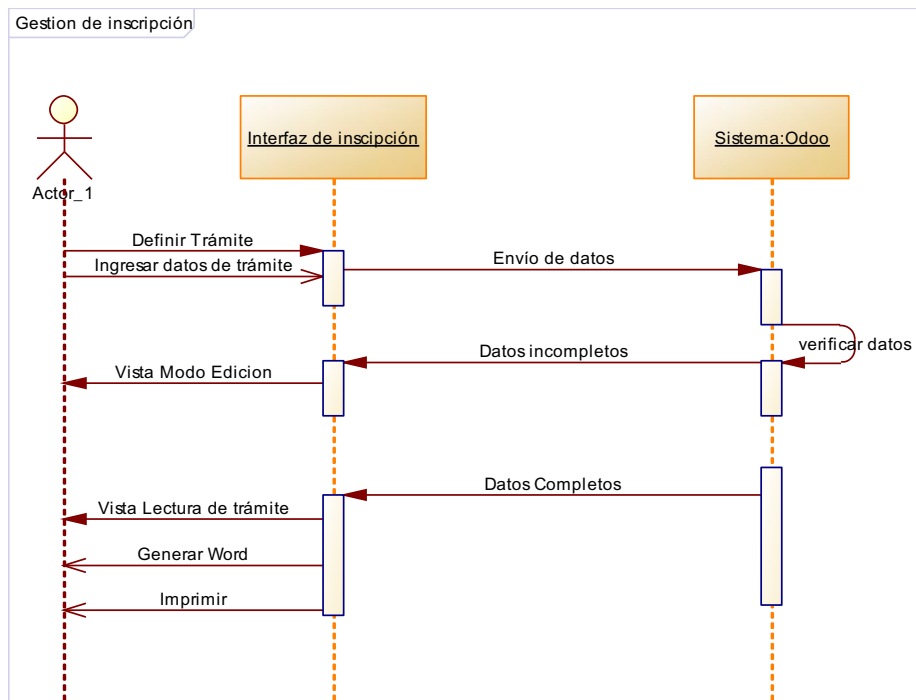 Gestion de inscripción
Interfaz de inscipción
Sistema:Odoo
Actor_1
Definir Trámite
Ingresar datos de trámite
Envío de datos
verificar datos
Datos incompletos
Vista Modo Edicion
Datos Completos
Vista Lectura de trámite
Generar Word
Imprimir